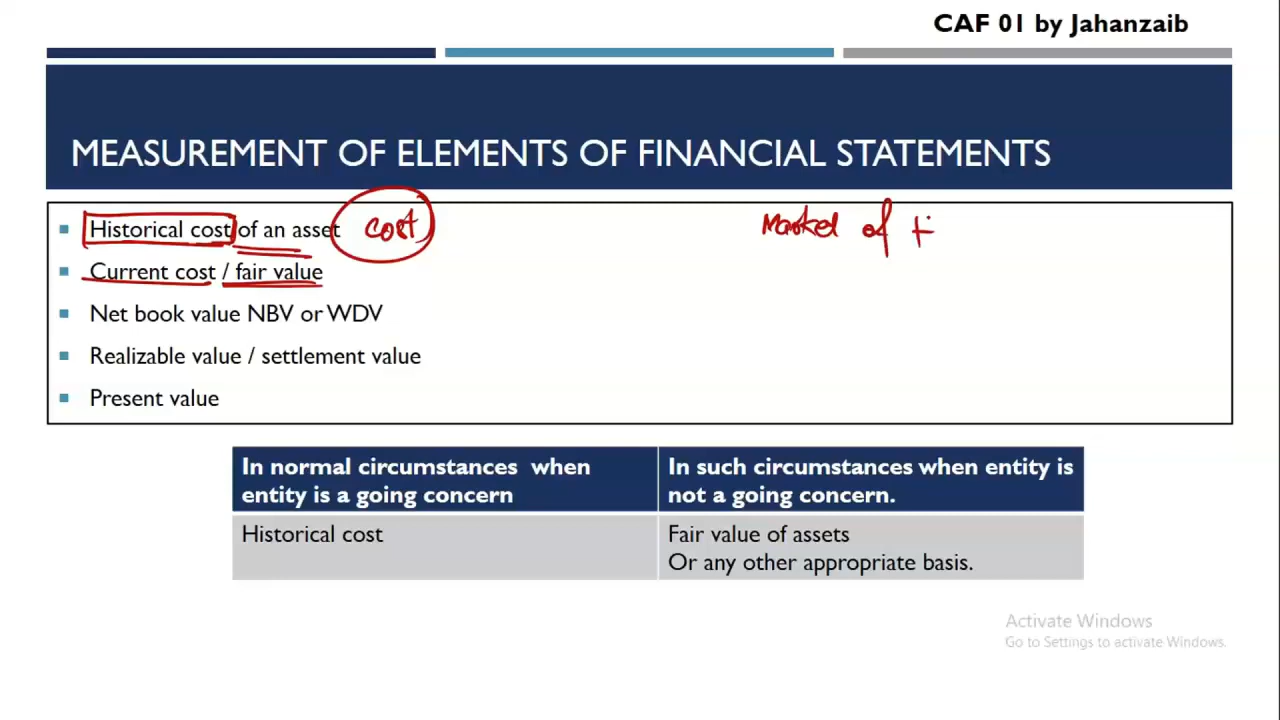 CAF 01 by Jahanzaib
MEASUREMENT OF ELEMENTS OF FINANCIAL STATEMENTS
Historical cost of an asset cost
Market of
Current cost / fair value
Net book value NBV or WDV
Realizable value / settlement value
Present value
In normal circumstances when
entity is a going concern
In such circumstances when entity is
not a going concern.
Historical cost
Fair value of assets
Or any other appropriate basis.
Activate Windows
Go to Settings to activate Windows.